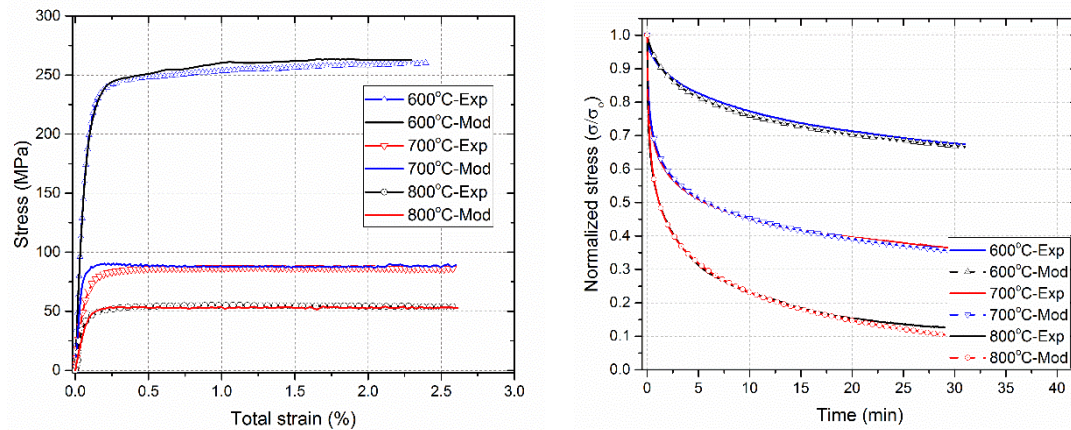 300
250
200
150
100
50
0
Stress (MPa)
600°C-Exp
600°C-Mod
700°C-Exp
700°C-Mod
800°C-Exp
800°C-Mod
0.0 0.5 1.0 1.5 2.0 2.5 3.0
Total strain (%)
1.0
0.9
0.8
0.7
0.6
0.5
0.4
0.3
0.2
0.1
Normalized stress (σ/σo)
600°C-Exp
600°C-Mod
700°C-Exp
700°C-Mod
800°C-Exp
800°C-Mod
0 5 10 15 20 25 30 35 40
Time (min)